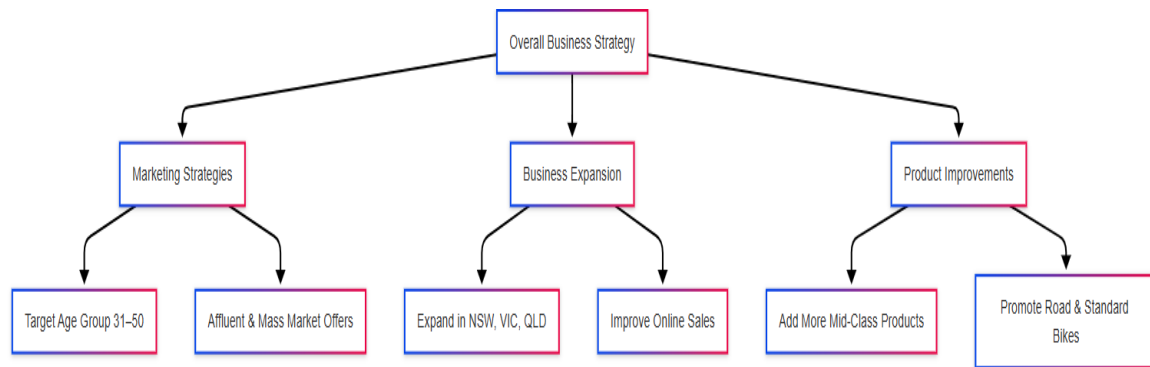 Overall Business Strategy
Marketing Strategies
Business Expansion
Product Improvements
Target Age Group 31–50
Affluent & Mass Market Offers
Expand in NSW, VIC, QLD
Improve Online Sales
Add More Mid-Class Products
Promote Road & Standard
Bikes